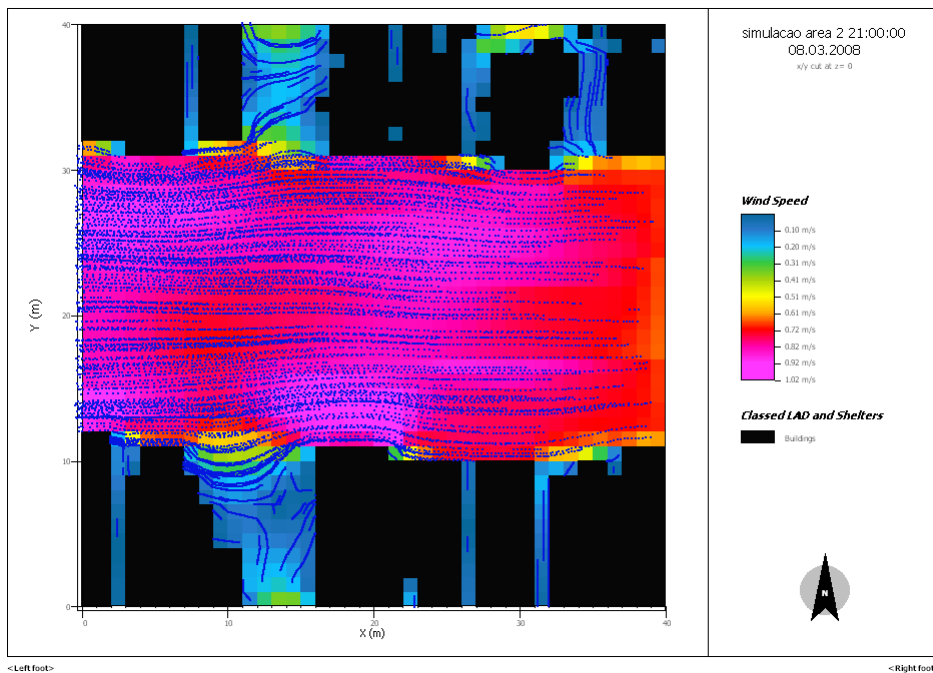 simulacao area 2 21:00:00
08.03.2008
x/y cut at z= 0
40
30
20
10
0
Y (m)
0
10
20
30
40
X (m)
Wind Speed
0.10 m/s
0.20 m/s
0.31 m/s
0.41 m/s
0.51 m/s
0.61 m/s
0.72 m/s
0.82 m/s
0.92 m/s
1.02 m/s
Classed LAD and Shelters
Buildings
N
<Left foot>
<Right foot